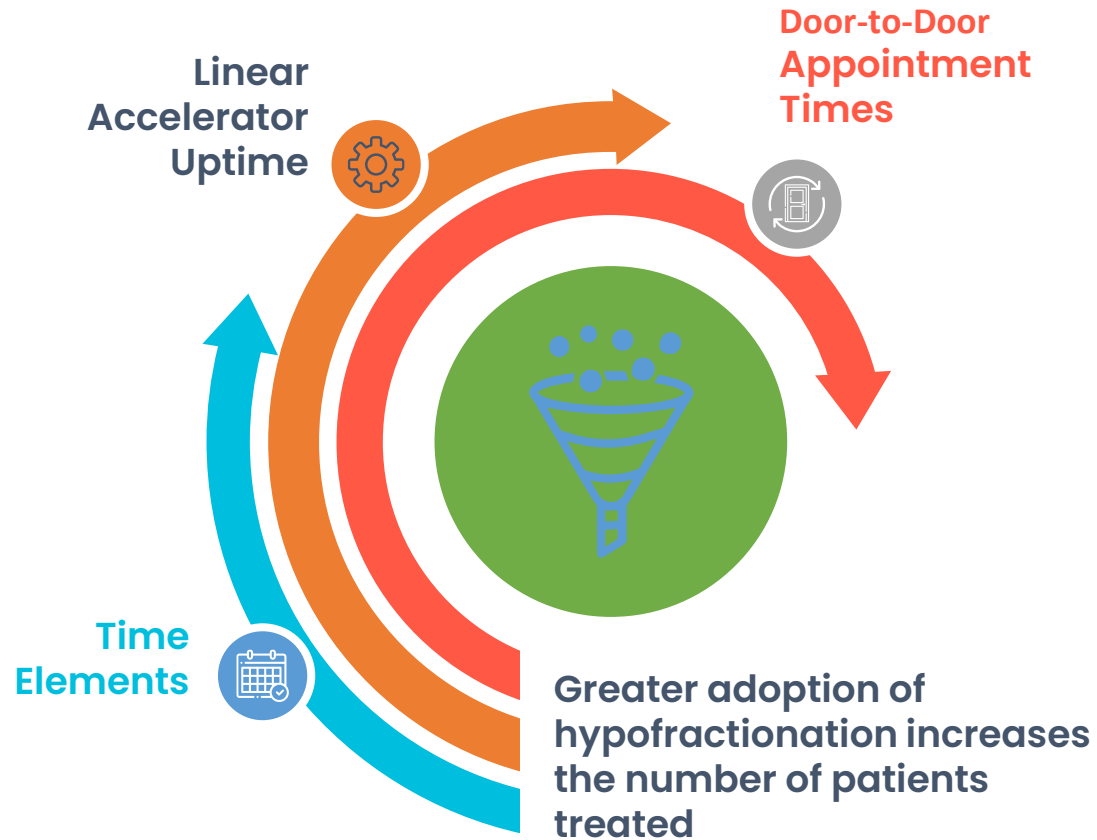 Door-to-Door
Appointment
Times
Linear
Accelerator
Uptime
Time
Elements
Greater adoption of
hypofractionation increases
the number of patients
treated